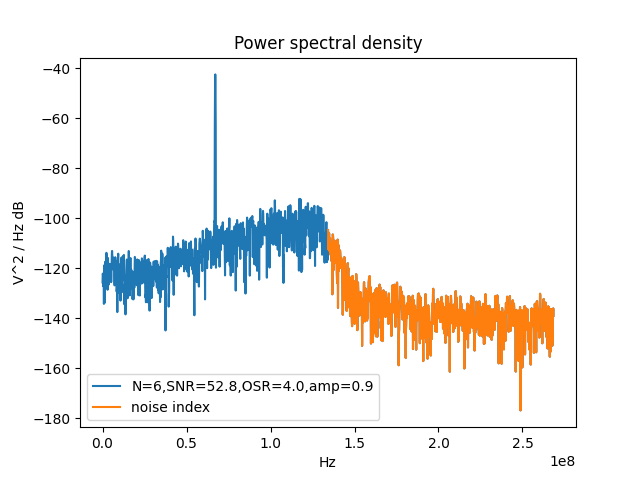 Power spectral density
V^2 / Hz dB
−40
−60
−80
−100
−120
−140
−160
−180
N=6,SNR=52.8,OSR=4.0,amp=0.9
noise index
0.0 0.5 1.0 1.5 2.0 2.5
1e8
Hz